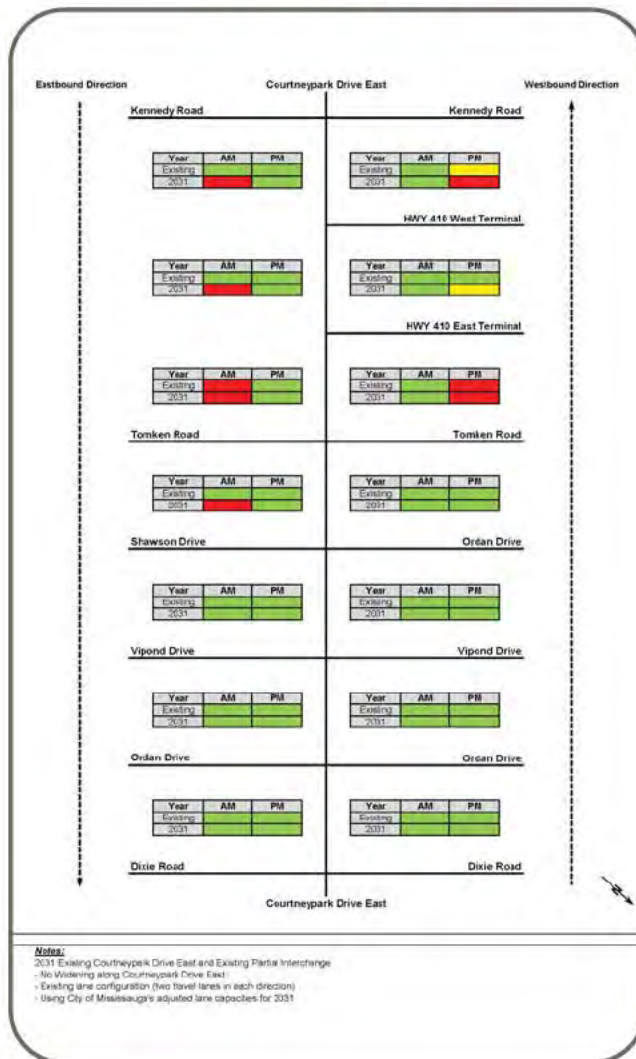 Eastbound Direction Courtneypark Drive East Westbound Direction
Kennedy Road Kennedy Road
Year AM PM Year AM PM
Existing Existing
2031 2031
HWY 410 West Terminal
Year AM PM Year AM PM
Existing Existing
2031 2031
HWY 410 East Terminal
Year AM PM Year AM PM
Existing Existing
2031 2031
Tomken Road Tomken Road
Year AM PM Year AM PM
Existing Existing
2031 2031
Shawson Drive Ordan Drive
Year AM PM Year AM PM
Existing Existing
2031 2031
Vipond Drive Vipond Drive
Year AM PM Year AM PM
Existing Existing
2031 2031
Ordan Drive Ordan Drive
Year AM PM Year AM PM
Existing Existing
2031 2031
Dixie Road Dixie Road
Courtneypark Drive East
N
Notes:
2031 Existing Courtneypark Drive East and Existing Partial Interchange
- No Widening along Courtneypark Drive East
- Existing lane configuration (two travel lanes in each direction)
- Using City of Mississauga's adjusted lane capacities for 2031